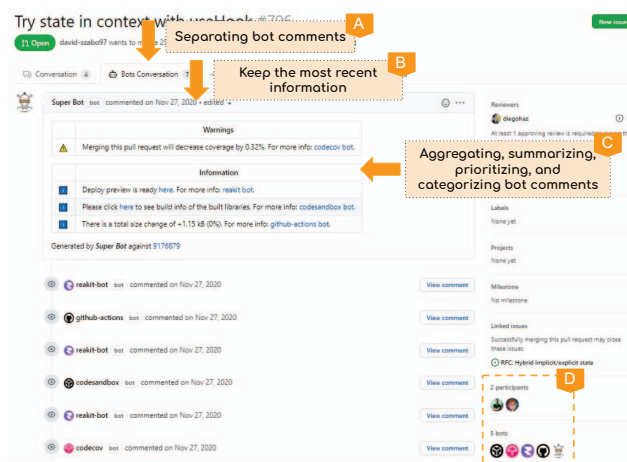 Try state in context with useHook #706
A
New issue
Open david-szabo97 wants to m
Separating bot comments
B
Conversation 4 Bots Conversation 7
Keep the most recent
information
Super Bot bot commented on Nov 27, 2020 • edited
Reviewers
diegohaz
At least 1 approving review is required to
C
Warnings
Merging this pull request will decrease coverage by 0.32%. For more info: codecov bot.
Aggregating, summarizing,
prioritizing, and
categorizing bot comments
Information
Deploy preview is ready here. For more info: reakit bot.
Please click here to see build info of the built libraries. For more info: codesandbox bot.
There is a total size change of +1.15 kB (0%). For more info: github-actions bot.
Labels
None yet
Generated by Super Bot against 9176879
Projects
None yet
reakit-bot bot commented on Nov 27, 2020 View comment
Milestone
No milestone
github-actions bot commented on Nov 27, 2020 View comment
Linked issues
Successfully merging this pull request may close
these issues.
reakit-bot bot commented on Nov 27, 2020 View comment
RFC: Hybrid implicit/explicit state
D
codesandbox bot commented on Nov 27, 2020 View comment
2 participants
reakit-bot bot commented on Nov 27, 2020 View comment
5 bots
codecov bot commented on Nov 27, 2020 View comment